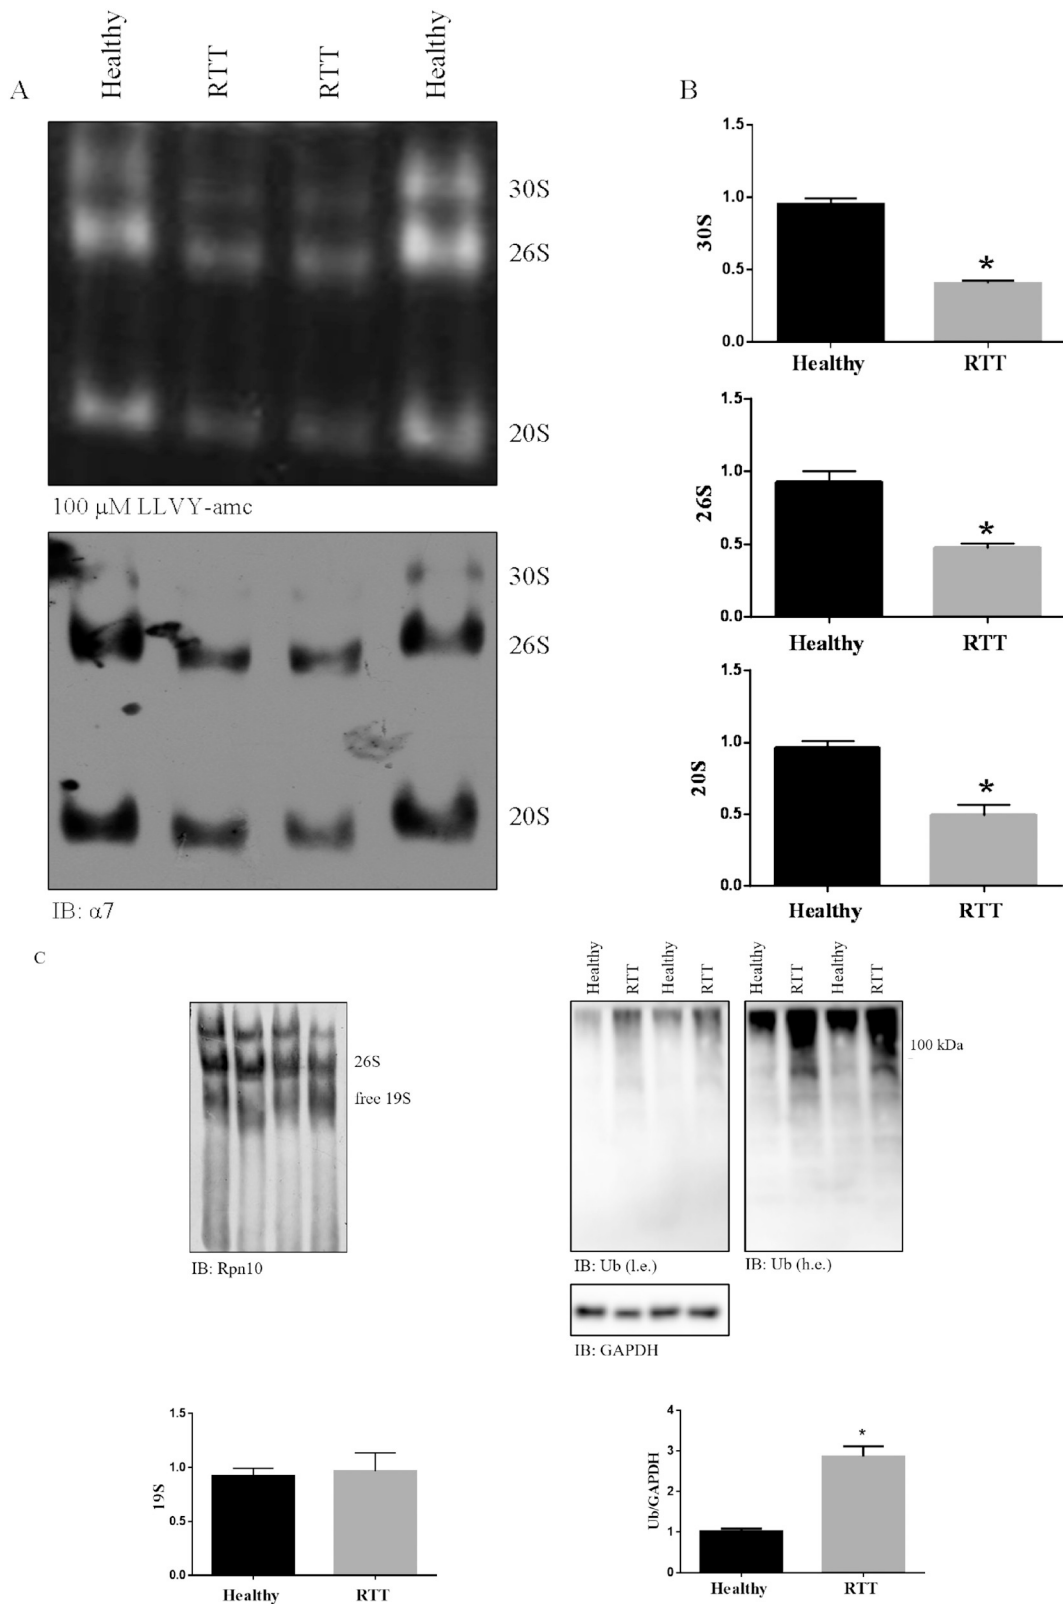 A
Healthy
RTT
RTT
Healthy
30S
26S
20S
100 μM LLVY-amc
30S
26S
20S
IB: α7
B
1.5
1.0
0.5
0.0
30S
*
Healthy
RTT
1.5
1.0
0.5
0.0
26S
*
Healthy
RTT
1.5
1.0
0.5
0.0
20S
*
Healthy
RTT
C
26S
free 19S
IB: Rpn10
Healthy
RTT
Healthy
RTT
Healthy
RTT
Healthy
RTT
100 kDa
IB: Ub (l.e.)
IB: Ub (h.e.)
IB: GAPDH
1.5
1.0
0.5
0.0
19S
Healthy
RTT
4
3
2
1
0
Ub/GAPDH
*
Healthy
RTT